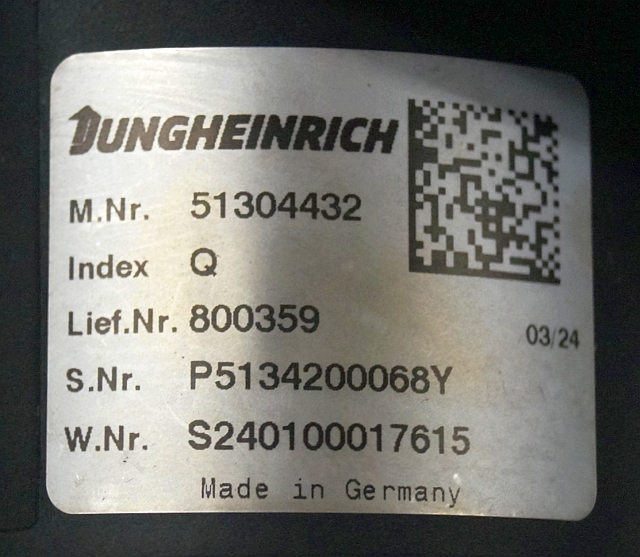 JUNGHEINRICH
M.Nr. 51304432
Index Q
Lief.Nr. 800359
03/24
S.Nr. P5134200068Y
W.Nr. S240100017615
Made in Germany